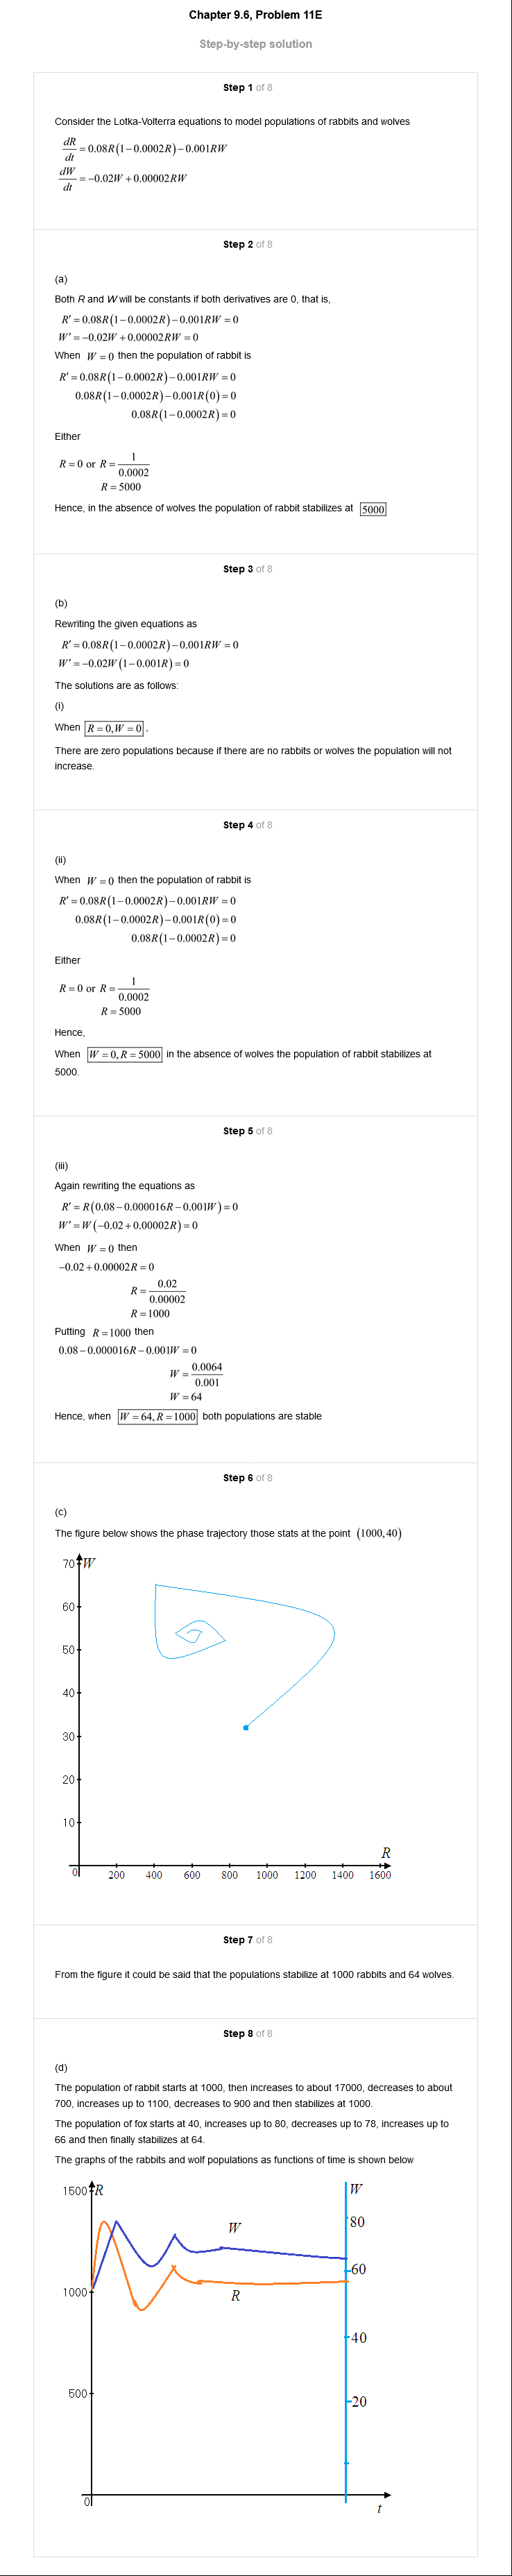 Chapter 9.6, Problem 11E
Step-by-step solution
Step 1 of 8
Consider the Lotka-Volterra equations to model populations of rabbits and wolves
dR/dt = 0.08R(1−0.0002R)−0.001RW
dW/dt = −0.02W+0.00002RW
Step 2 of 8
(a)
Both R and W will be constants if both derivatives are 0, that is,
R′ = 0.08R(1−0.0002R)−0.001RW = 0
W′ = −0.02W+0.00002RW = 0
When W = 0 then the population of rabbit is
R′ = 0.08R(1−0.0002R)−0.001RW = 0
0.08R(1−0.0002R)−0.001R(0) = 0
0.08R(1−0.0002R) = 0
Either
R = 0 or R = 1/0.0002
R = 5000
Hence, in the absence of wolves the population of rabbit stabilizes at 5000
Step 3 of 8
(b)
Rewriting the given equations as
R′ = 0.08R(1−0.0002R)−0.001RW = 0
W′ = −0.02W(1−0.001R) = 0
The solutions are as follows:
(i)
When R = 0, W = 0.
There are zero populations because if there are no rabbits or wolves the population will not
increase.
Step 4 of 8
(ii)
When W = 0 then the population of rabbit is
R′ = 0.08R(1−0.0002R)−0.001RW = 0
0.08R(1−0.0002R)−0.001R(0) = 0
0.08R(1−0.0002R) = 0
Either
R = 0 or R = 1/0.0002
R = 5000
Hence,
When W = 0, R = 5000 in the absence of wolves the population of rabbit stabilizes at
5000.
Step 5 of 8
(iii)
Again rewriting the equations as
R′ = R(0.08−0.000016R−0.001W) = 0
W′ = W(−0.02+0.00002R) = 0
When W = 0 then
−0.02+0.00002R = 0
R = 0.02/0.00002
R = 1000
Putting R = 1000 then
0.08−0.000016R−0.001W = 0
W = 0.0064/0.001
W = 64
Hence, when W = 64, R = 1000 both populations are stable
Step 6 of 8
(c)
The figure below shows the phase trajectory those stats at the point (1000,40)
70 W
60
50
40
30
20
10
R
0 200 400 600 800 1000 1200 1400 1600
Step 7 of 8
From the figure it could be said that the populations stabilize at 1000 rabbits and 64 wolves.
Step 8 of 8
(d)
The population of rabbit starts at 1000, then increases to about 17000, decreases to about
700, increases up to 1100, decreases to 900 and then stabilizes at 1000.
The population of fox starts at 40, increases up to 80, decreases up to 78, increases up to
66 and then finally stabilizes at 64.
The graphs of the rabbits and wolf populations as functions of time is shown below
1500 R W
80
W
60
1000 R
40
500 20
0
t